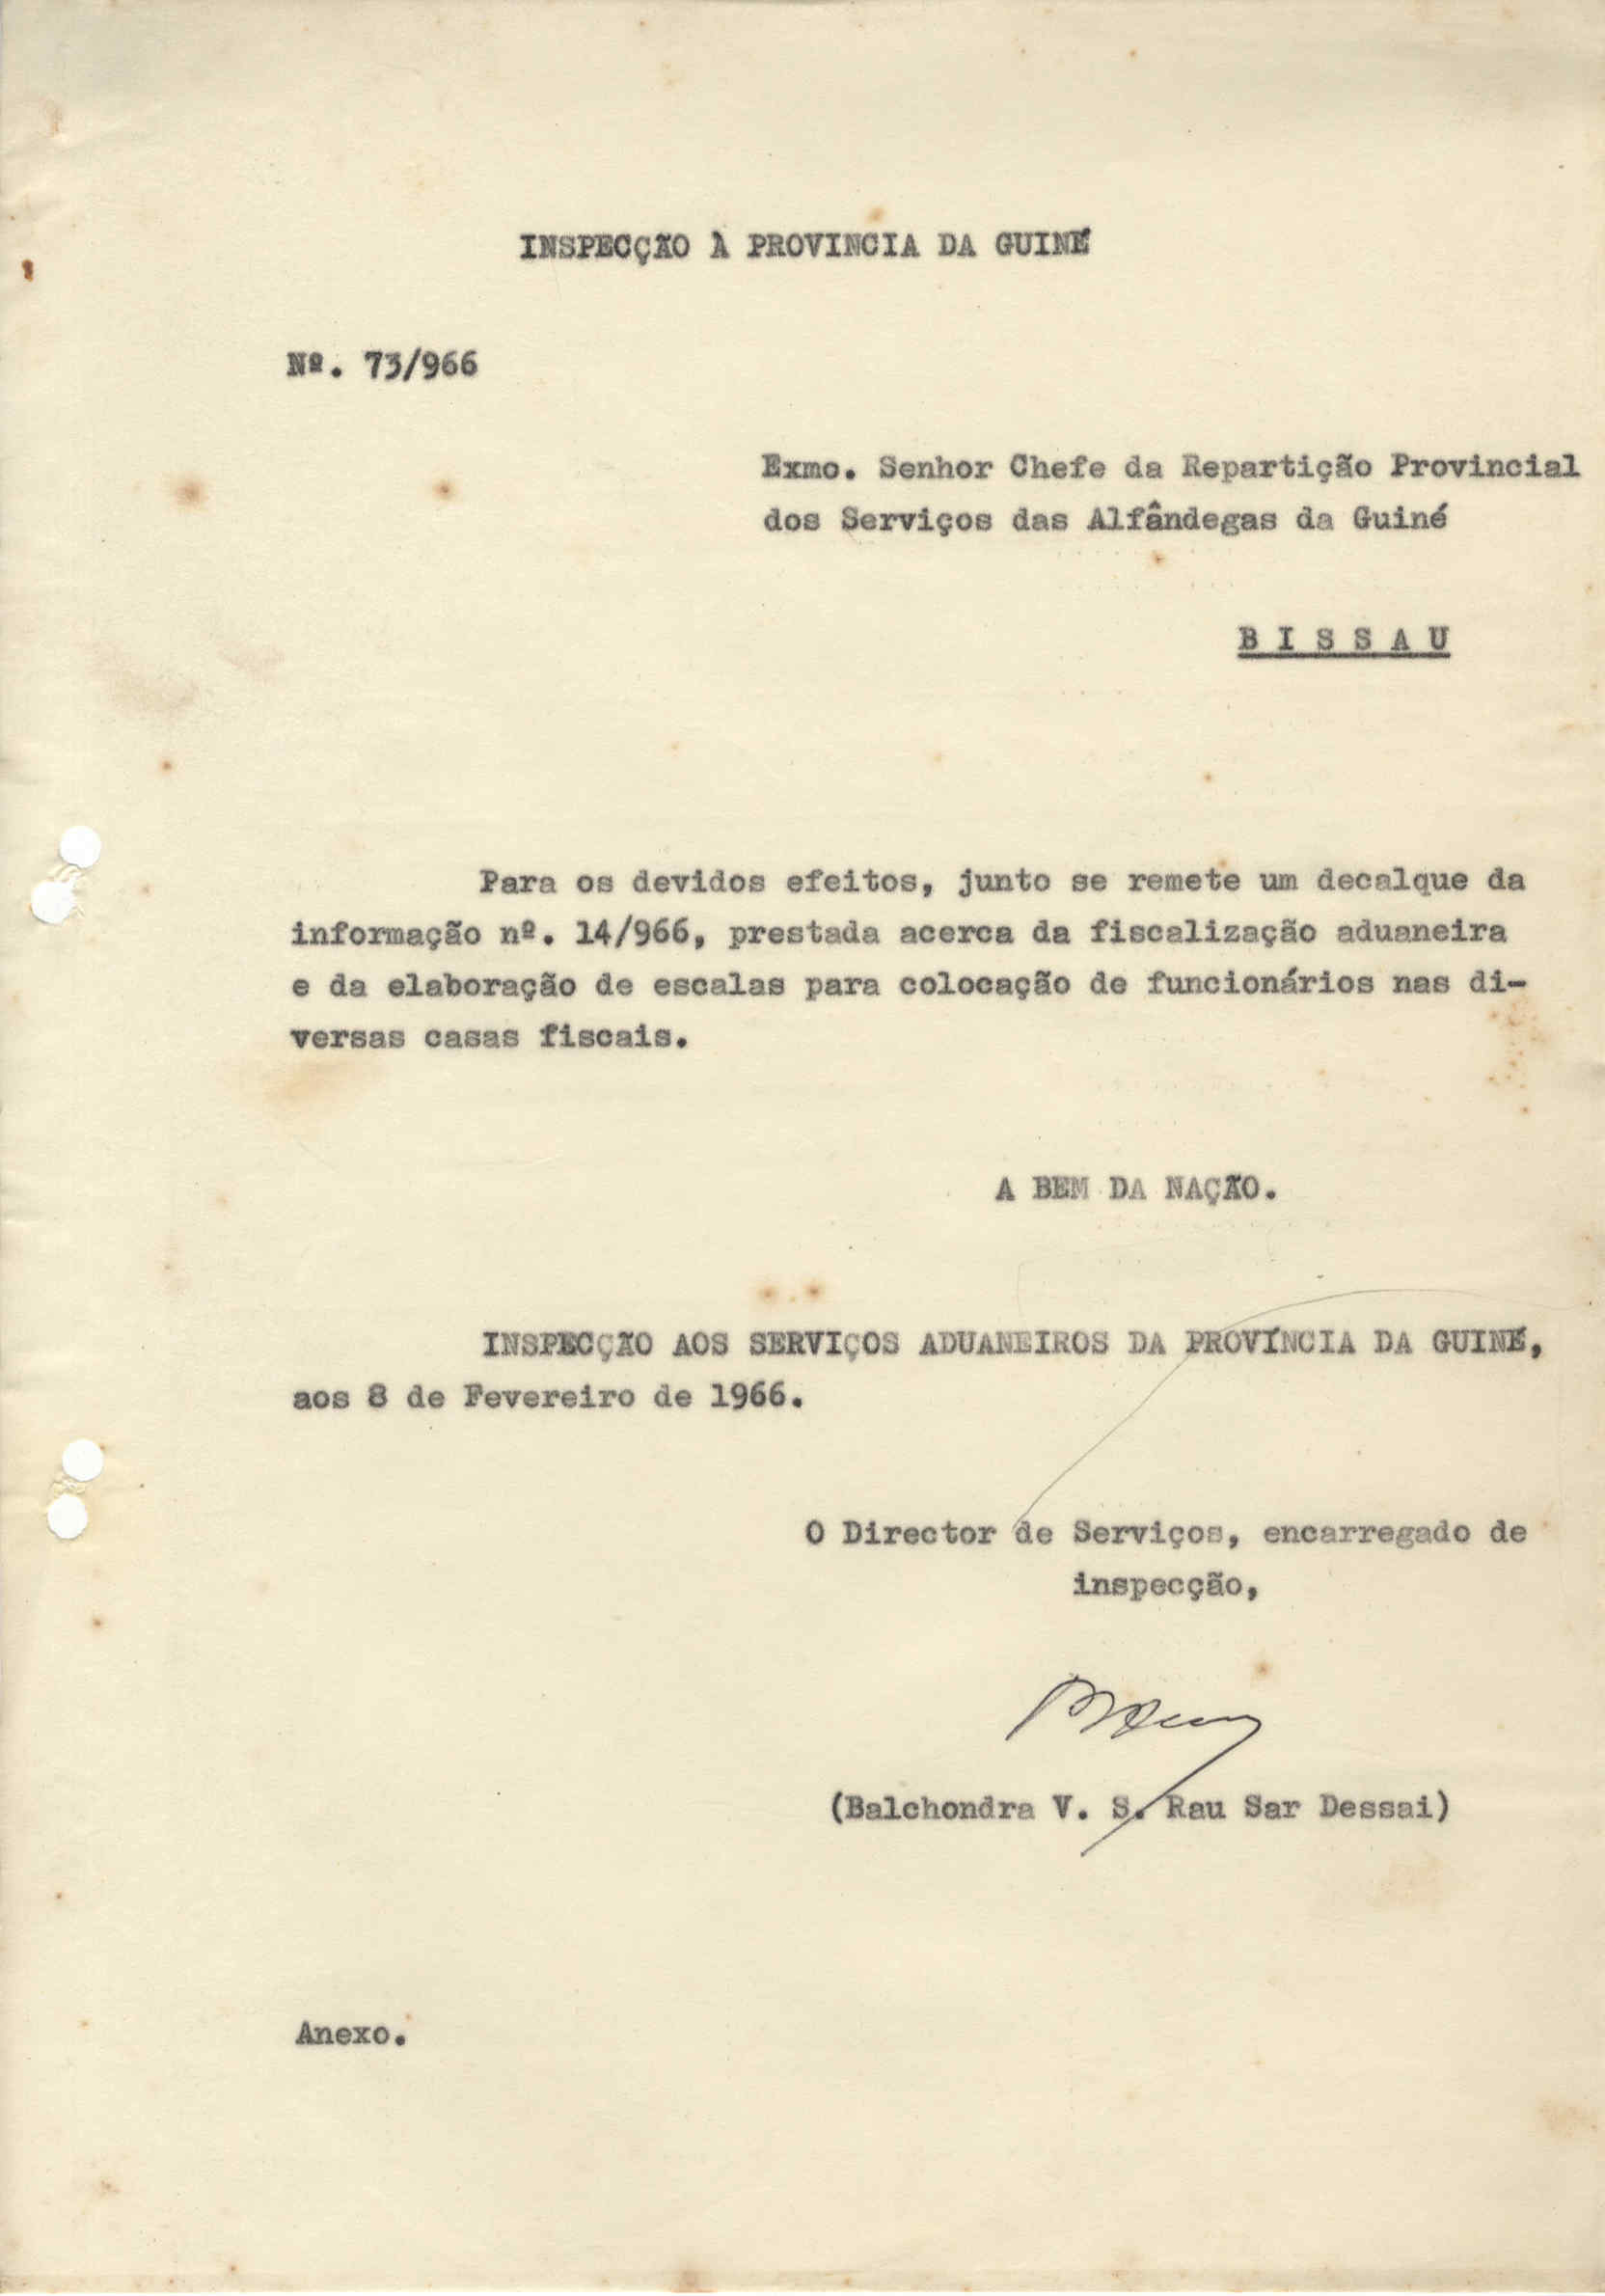 INSPECÇÃO À PROVINCIA DA GUINÉ
Nº. 73/966
Exmo. Senhor Chefe da Repartição Provincial
dos Serviços das Alfândegas da Guiné
B I S S A U
Para os devidos efeitos, junto se remete um decalque da
informação nº. 14/966, prestada acerca da fiscalização aduaneira
e da elaboração de escalas para colocação de funcionários nas di-
versas casas fiscais.
A BEM DA NAÇÃO.
INSPECÇÃO AOS SERVIÇOS ADUANEIROS DA PROVÍNCIA DA GUINÉ,
aos 8 de Fevereiro de 1966.
O Director de Serviços, encarregado de
inspecção,
(Balchondra V. S. Rau Sar Dessai)
Anexo.